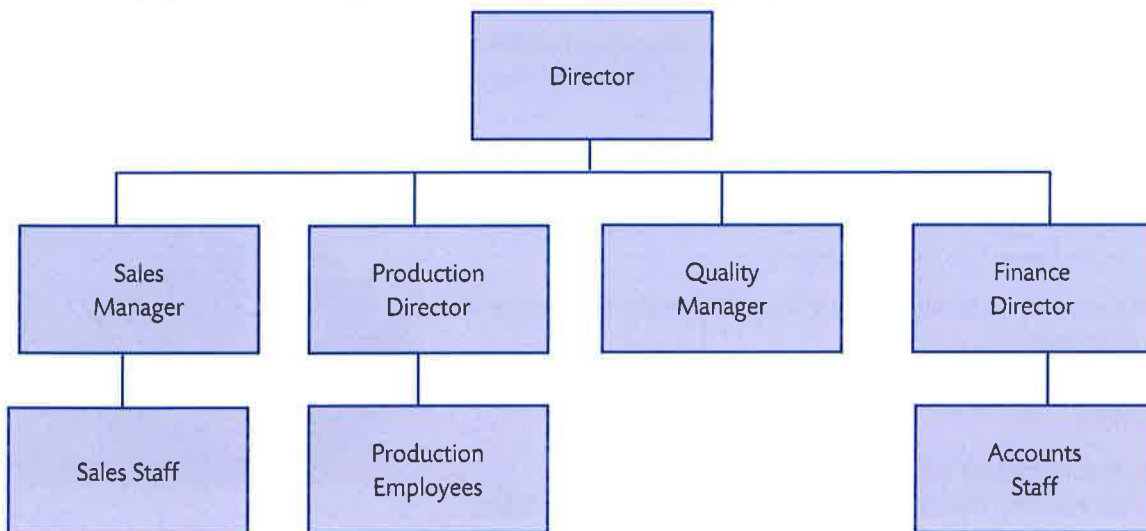 Director
Sales
Manager
Production
Director
Quality
Manager
Finance
Director
Sales Staff
Production
Employees
Accounts
Staff